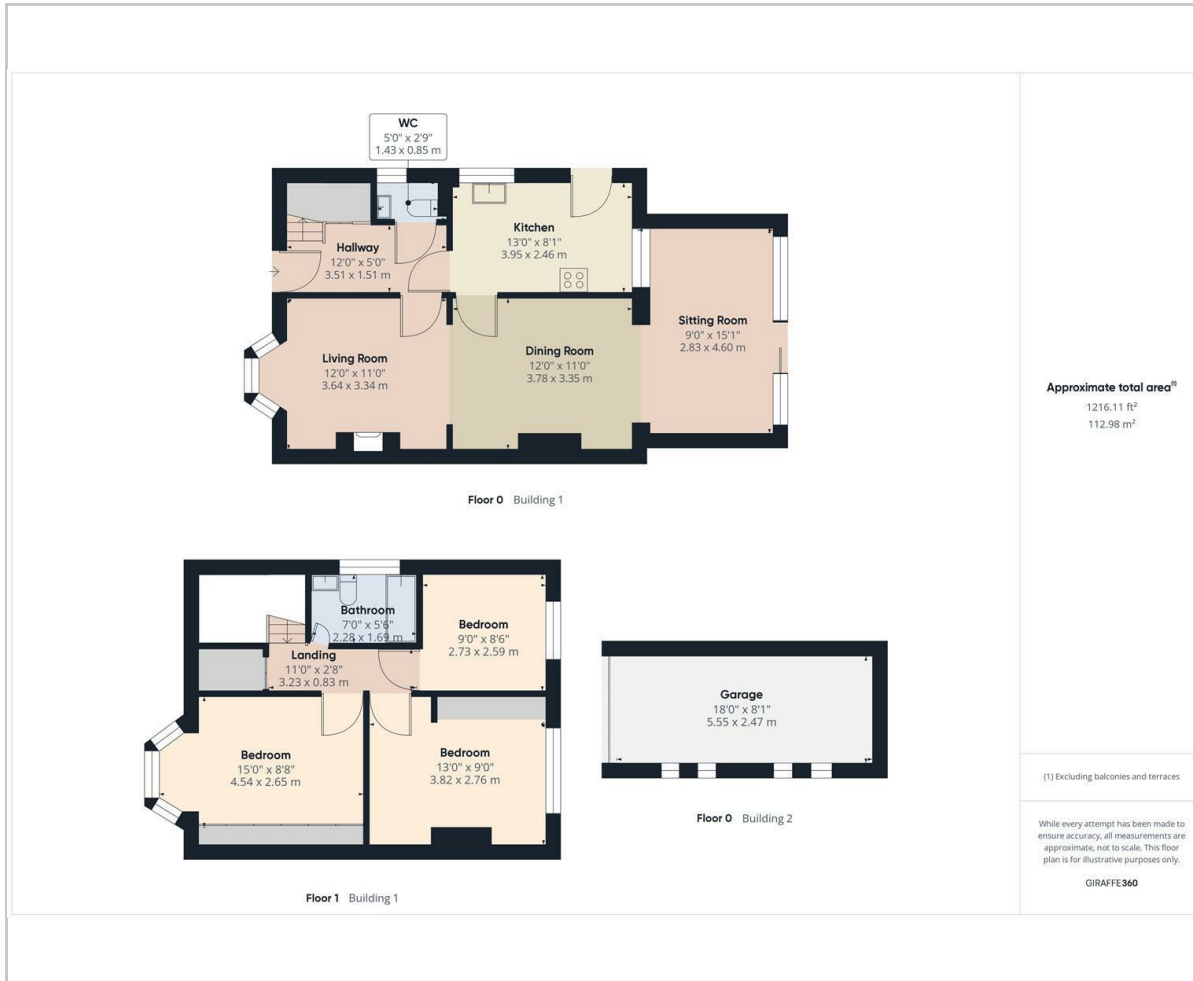 WC
5'0" x 2'9"
1.43 x 0.85 m
Kitchen
13'0" x 8'1"
3.95 x 2.46 m
Hallway
12'0" x 5'0"
3.51 x 1.51 m
Sitting Room
9'0" x 15'1"
2.83 x 4.60 m
Living Room
12'0" x 11'0"
3.64 x 3.34 m
Dining Room
12'0" x 11'0"
3.78 x 3.35 m
Floor 0 Building 1
Bathroom
7'0" x 5'6"
2.28 x 1.69 m
Bedroom
9'0" x 8'6"
2.73 x 2.59 m
Landing
11'0" x 2'8"
3.23 x 0.83 m
Bedroom
15'0" x 8'8"
4.54 x 2.65 m
Bedroom
13'0" x 9'0"
3.82 x 2.76 m
Floor 1 Building 1
Garage
18'0" x 8'1"
5.55 x 2.47 m
Floor 0 Building 2
Approximate total area(1)
1216.11 ft²
112.98 m²
(1) Excluding balconies and terraces
While every attempt has been made to
ensure accuracy, all measurements are
approximate, not to scale. This floor
plan is for illustrative purposes only.
GIRAFFE360